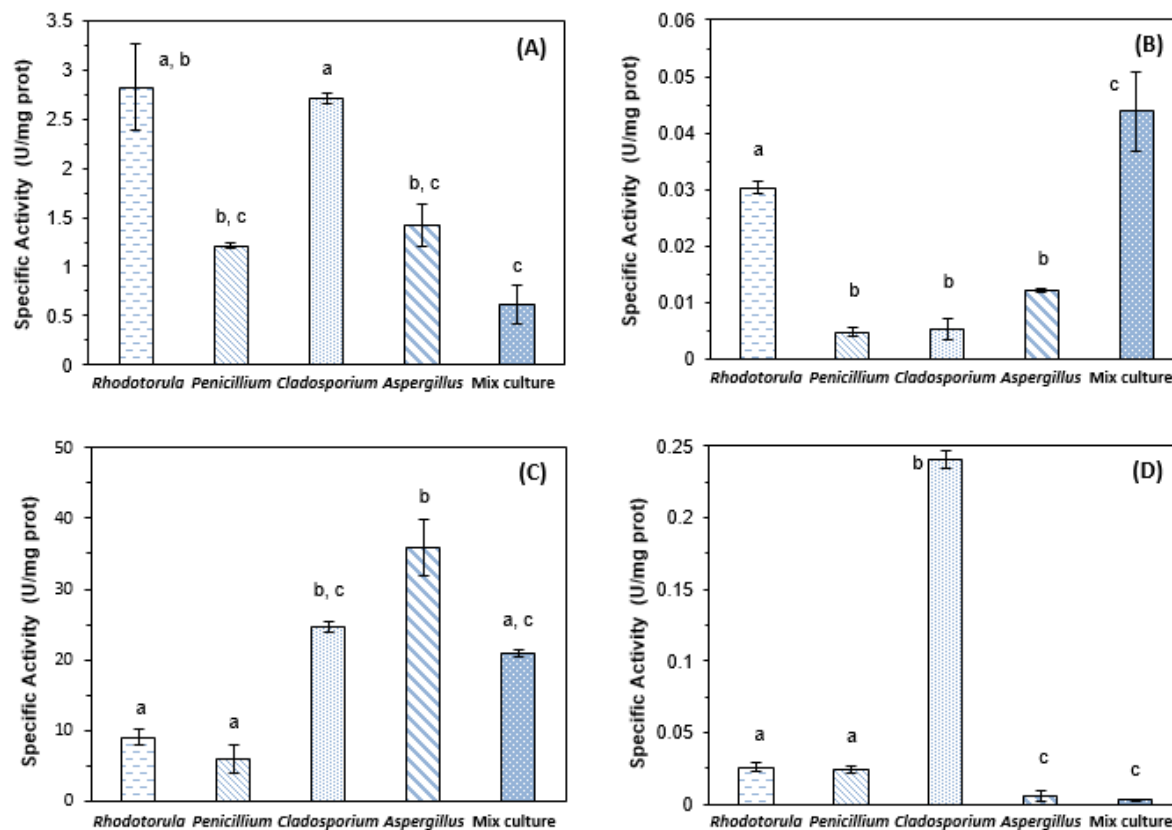 (A)
Specific Activity (U/mg prot)
3.5
3
2.5
2
1.5
1
0.5
0
a, b
b, c
a
b, c
c
Rhodotorula Penicillium Cladosporium Aspergillus Mix culture
(B)
Specific Activity (U/mg prot)
0.06
0.05
0.04
0.03
0.02
0.01
0
a
b
b
b
c
Rhodotorula Penicillium Cladosporium Aspergillus Mix culture
(C)
Specific Activity (U/mg prot)
50
40
30
20
10
0
a
a
b, c
b
a, c
Rhodotorula Penicillium Cladosporium Aspergillus Mix culture
(D)
Specific Activity (U/mg prot)
0.25
0.2
0.15
0.1
0.05
0
a
a
b
c
c
Rhodotorula Penicillium Cladosporium Aspergillus Mix culture